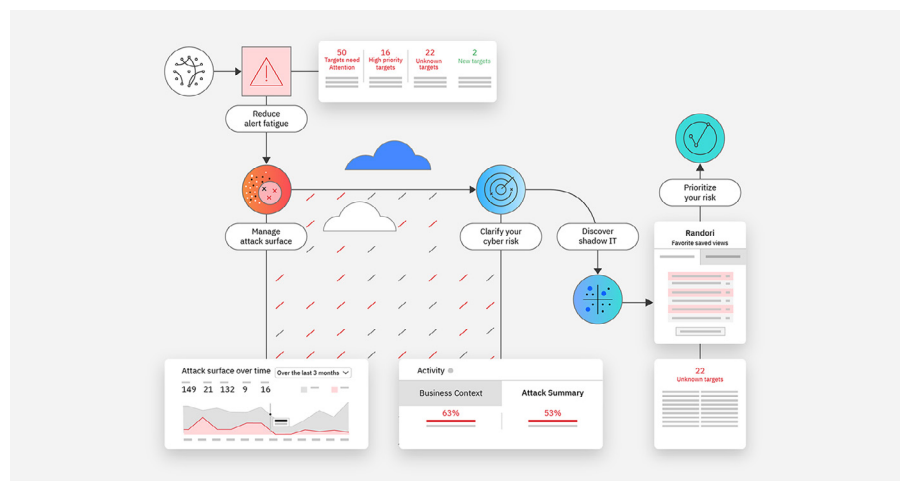 50
Targets need
Attention
16
High priority
targets
22
Unknown
targets
2
New targets
Reduce
alert fatigue
Manage
attack surface
Clarify your
cyber risk
Discover
shadow IT
Prioritize
your risk
Randori
Favorite saved views
Attack surface over time
Over the last 3 months
149 21 132 9 16
Activity
Business Context
Attack Summary
63%
53%
22
Unknown targets